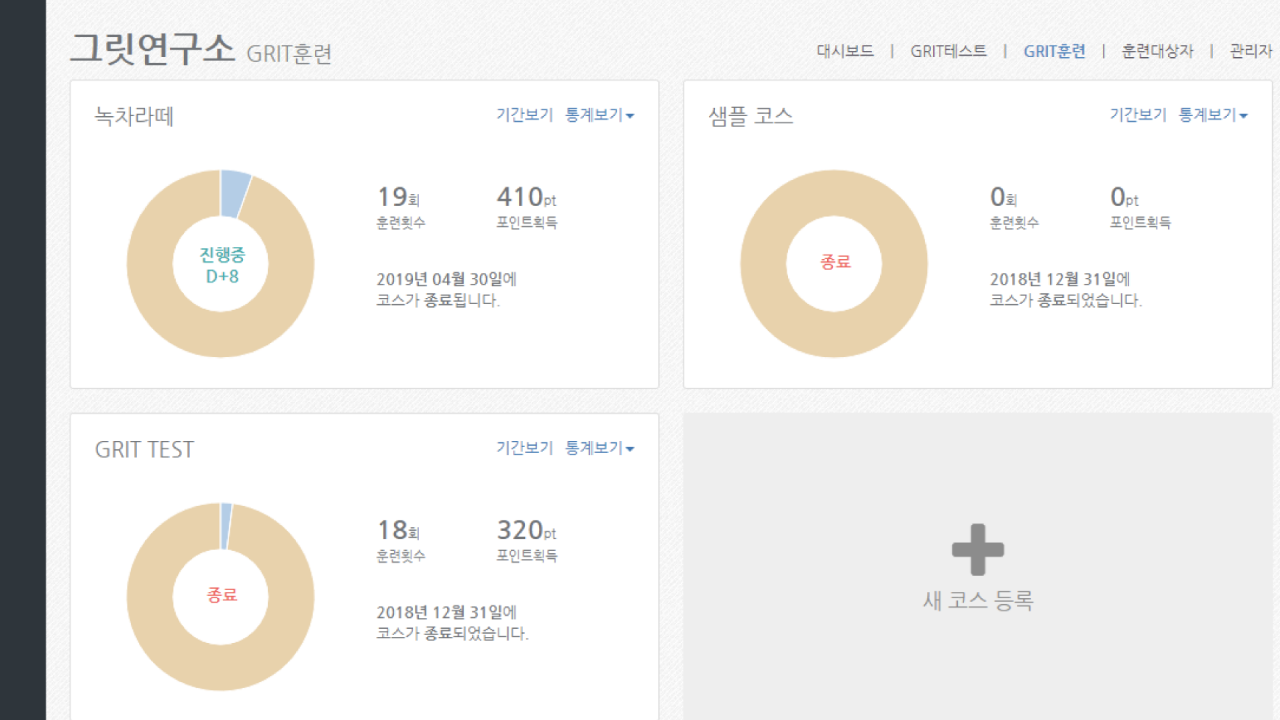 그릿연구소 GRIT훈련
대시보드 | GRIT테스트 | GRIT훈련 | 훈련대상자 | 관리자
녹차라떼
기간보기 통계보기
진행중
D+8
19회
훈련횟수
410pt
포인트획득
2019년 04월 30일에
코스가 종료됩니다.
샘플 코스
기간보기 통계보기
종료
0회
훈련횟수
0pt
포인트획득
2018년 12월 31일에
코스가 종료되었습니다.
GRIT TEST
기간보기 통계보기
종료
18회
훈련횟수
320pt
포인트획득
2018년 12월 31일에
코스가 종료되었습니다.
새 코스 등록